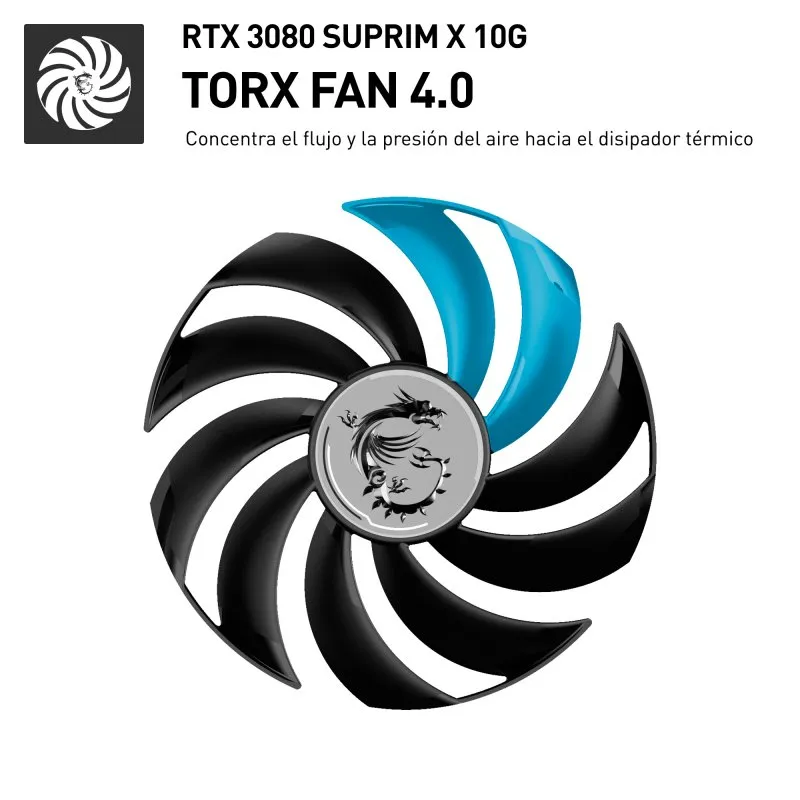 RTX 3080 SUPRIM X 10G
TORX FAN 4.0
Concentra el flujo y la presión del aire hacia el disipador térmico